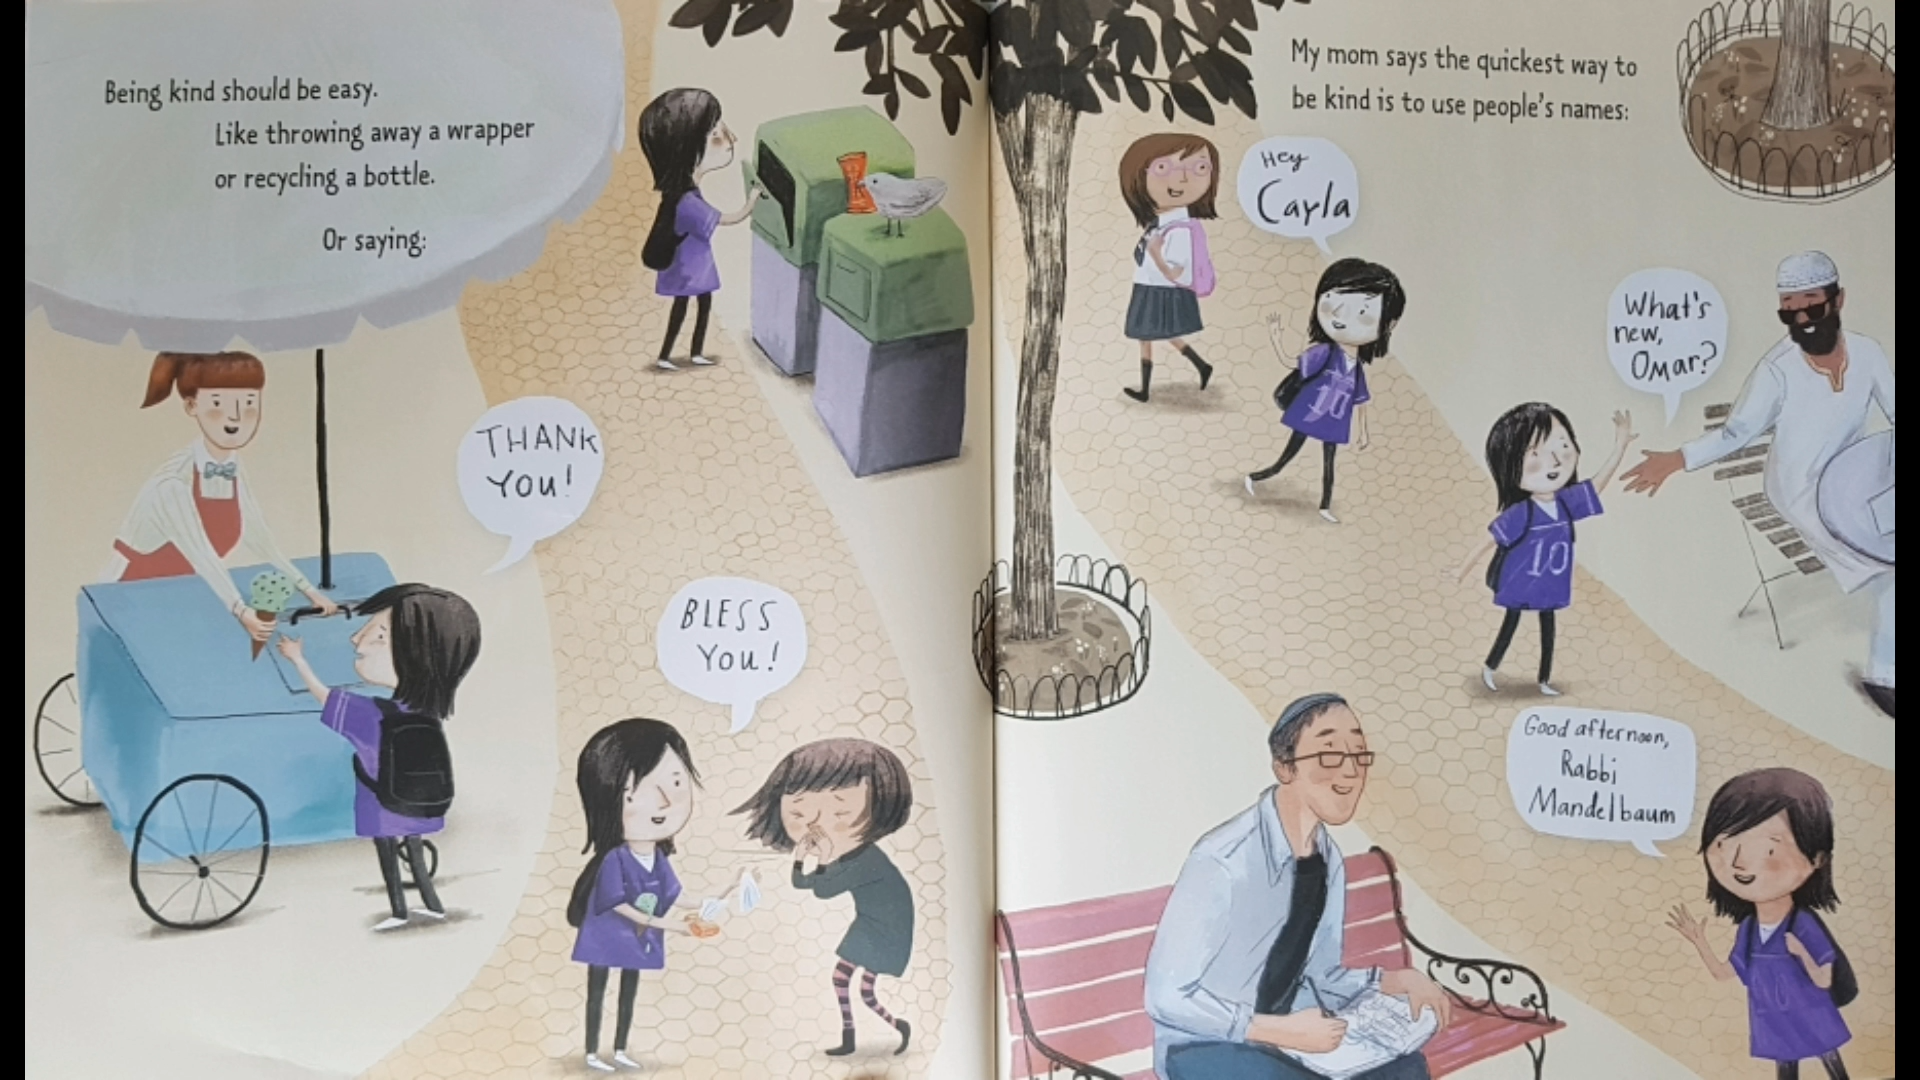 Being kind should be easy.
Like throwing away a wrapper
or recycling a bottle.
Or saying:
THANK
YOU!
BLESS
YOU!
My mom says the quickest way to
be kind is to use people's names:
Hey
Cayla
What's
new,
Omar?
10
10
Good afternoon,
Rabbi
Mandelbaum